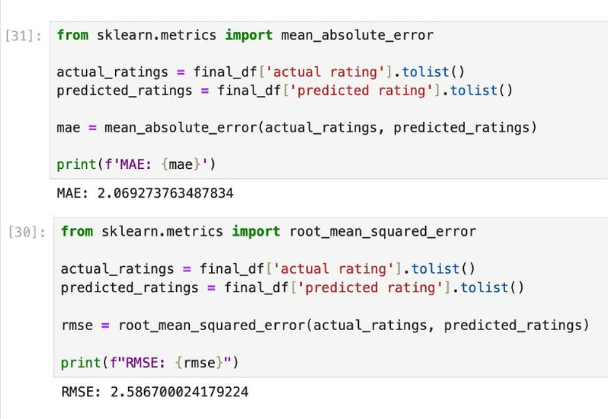 [31]: from sklearn.metrics import mean_absolute_error
actual_ratings = final_df['actual rating'].tolist()
predicted_ratings = final_df['predicted rating'].tolist()
mae = mean_absolute_error(actual_ratings, predicted_ratings)
print(f'MAE: {mae}')
MAE: 2.069273763487834
[30]: from sklearn.metrics import root_mean_squared_error
actual_ratings = final_df['actual rating'].tolist()
predicted_ratings = final_df['predicted rating'].tolist()
rmse = root_mean_squared_error(actual_ratings, predicted_ratings)
print(f"RMSE: {rmse}")
RMSE: 2.586700024179224